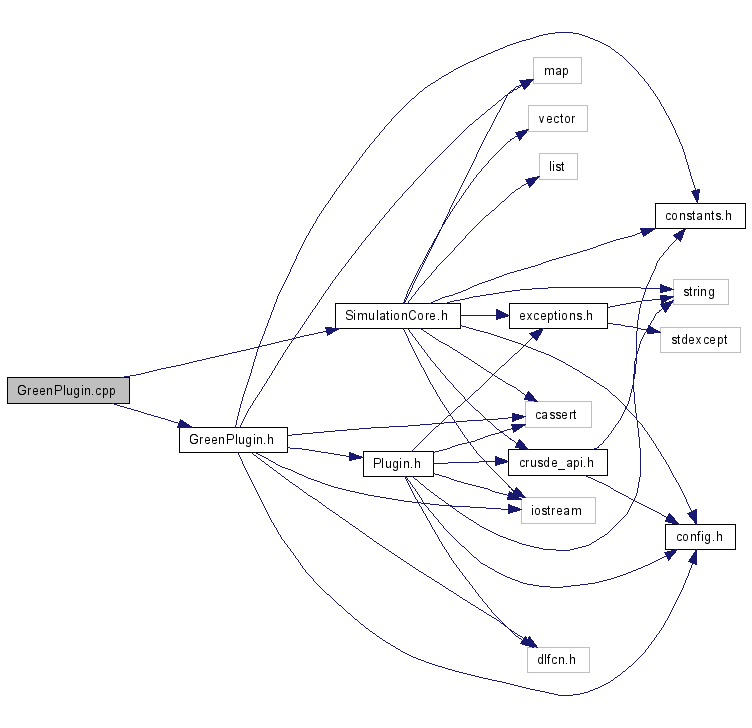 map
vector
list
constants.h
string
SimulationCore.h
exceptions.h
stdexcept
GreenPlugin.cpp
cassert
GreenPlugin.h
Plugin.h
crusde_api.h
iostream
config.h
dlfcn.h